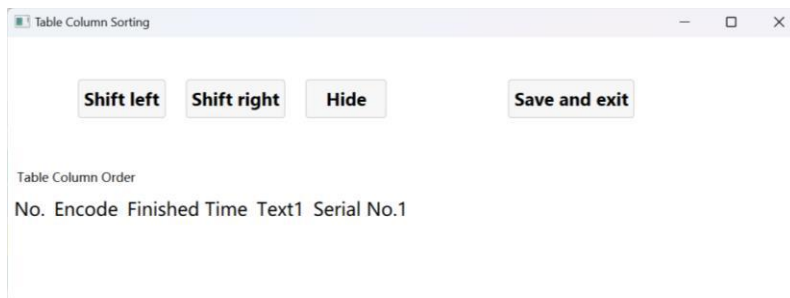 Table Column Sorting
Shift left Shift right Hide Save and exit
Table Column Order
No. Encode Finished Time Text1 Serial No.1